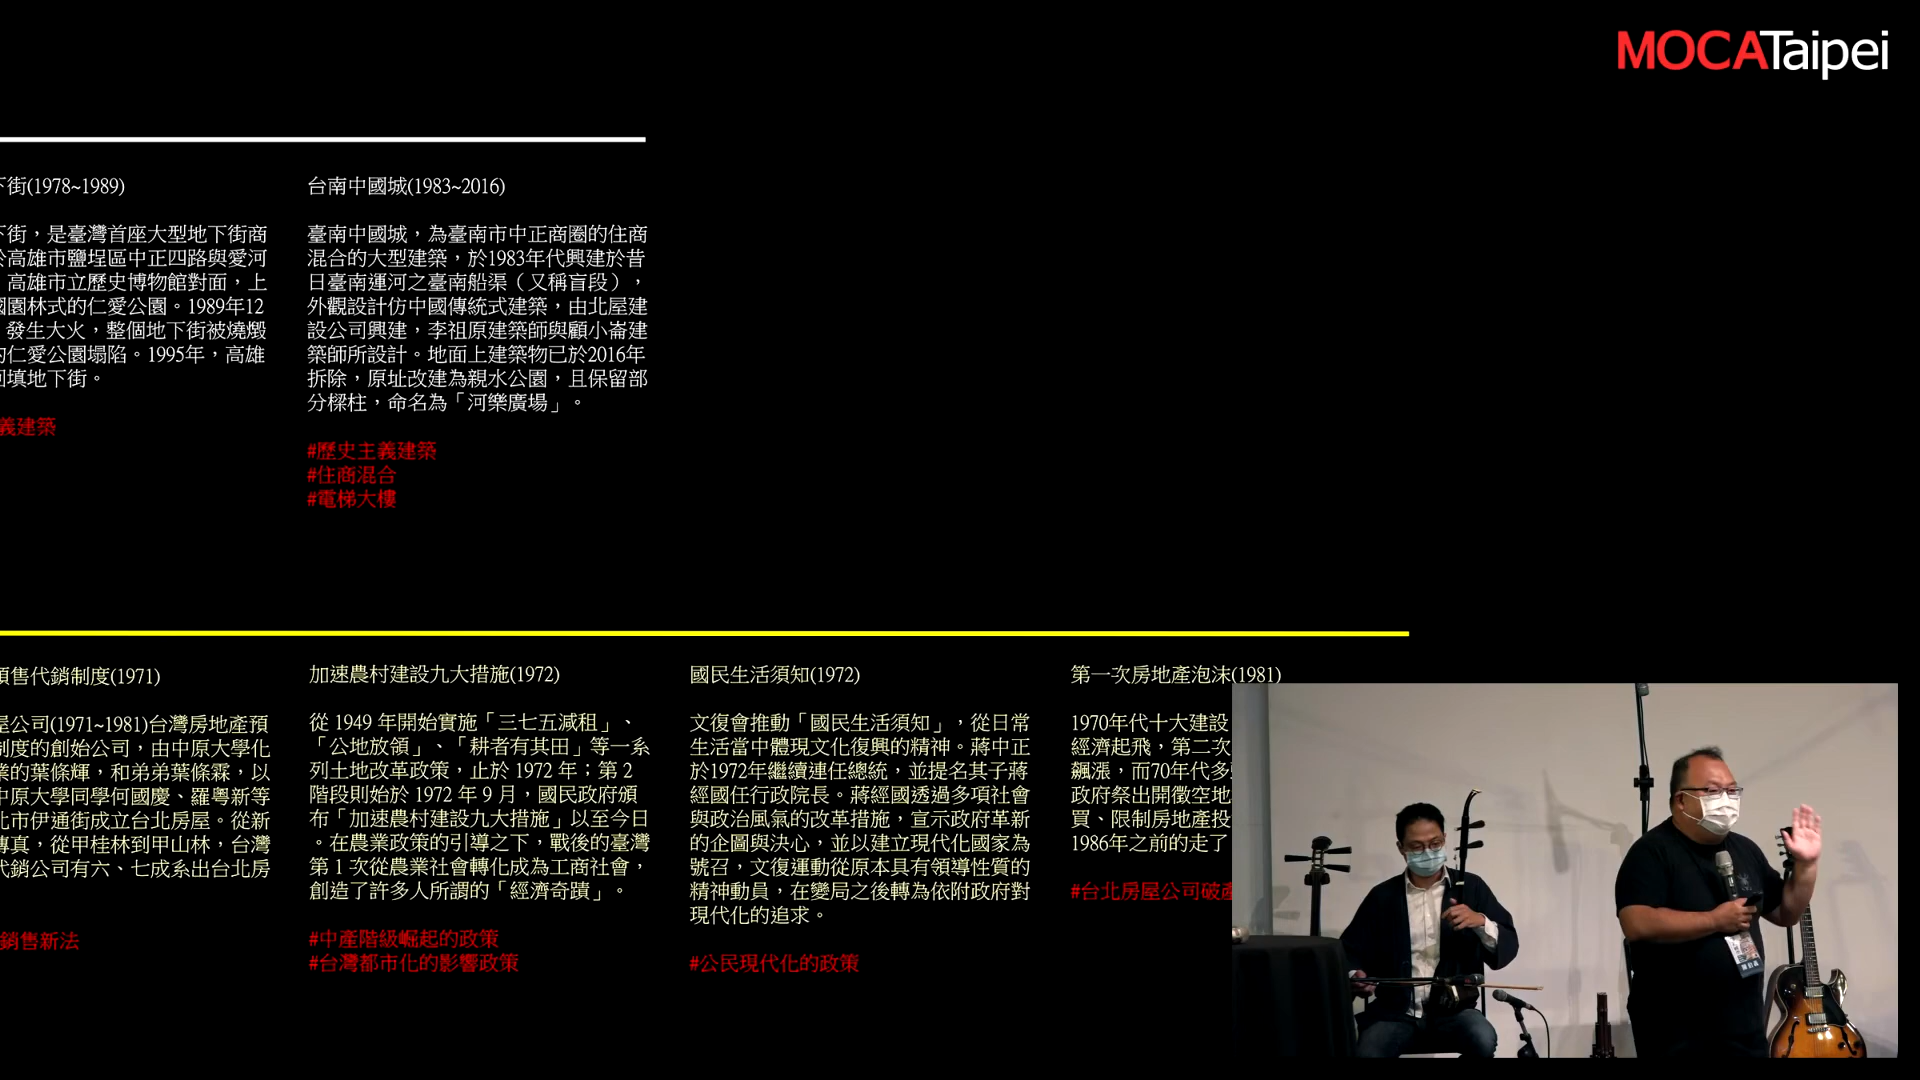 MOCATaipei
下街(1978~1989)
下街，是臺灣首座大型地下街商
於高雄市鹽埕區中正四路與愛河
高雄市立歷史博物館對面，上
國園林式的仁愛公園。1989年12
發生大火，整個地下街被燒燬
的仁愛公園塌陷。1995年，高雄
回填地下街。
義建築
台南中國城(1983~2016)
臺南中國城，為臺南市中正商圈的住商
混合的大型建築，於1983年代興建於昔
日臺南運河之臺南船渠（又稱盲段），
外觀設計仿中國傳統式建築，由北屋建
設公司興建，李祖原建築師與顧小崙建
築師所設計。地面上建築物已於2016年
拆除，原址改建為親水公園，且保留部
分樑柱，命名為「河樂廣場」。
#歷史主義建築
#住商混合
#電梯大樓
預售代銷制度(1971)
屋公司(1971~1981)台灣房地產預
制度的創始公司，由中原大學化
業的葉條輝，和弟弟葉條霖，以
中原大學同學何國慶、羅粵新等
北市伊通街成立台北房屋。從新
傳真，從甲桂林到甲山林，台灣
代銷公司有六、七成系出台北房
銷售新法
加速農村建設九大措施(1972)
從 1949 年開始實施「三七五減租」、
「公地放領」、「耕者有其田」等一系
列土地改革政策，止於 1972 年；第 2
階段則始於 1972 年 9 月，國民政府頒
布「加速農村建設九大措施」以至今日
。在農業政策的引導之下，戰後的臺灣
第 1 次從農業社會轉化成為工商社會，
創造了許多人所謂的「經濟奇蹟」。
#中產階級崛起的政策
#台灣都市化的影響政策
國民生活須知(1972)
文復會推動「國民生活須知」，從日常
生活當中體現文化復興的精神。蔣中正
於1972年繼續連任總統，並提名其子蔣
經國任行政院長。蔣經國透過多項社會
與政治風氣的改革措施，宣示政府革新
的企圖與決心，並以建立現代化國家為
號召，文復運動從原本具有領導性質的
精神動員，在變局之後轉為依附政府對
現代化的追求。
#公民現代化的政策
第一次房地產泡沫(1981)
1970年代十大建設
經濟起飛，第二次
飆漲，而70年代多
政府祭出開徵空地
買、限制房地產投
1986年之前的走了
#台北房屋公司破產